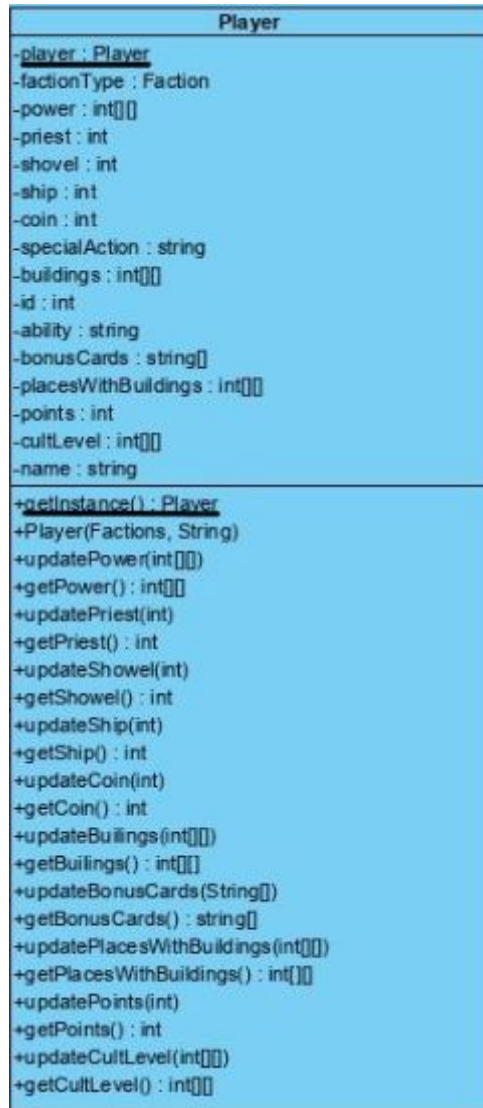 Player
-player : Player
-factionType : Faction
-power : int[][]
-priest : int
-shovel : int
-ship : int
-coin : int
-specialAction : string
-buildings : int[][]
-id : int
-ability : string
-bonusCards : string[]
-placesWithBuildings : int[][]
-points : int
-cultLevel : int[][]
-name : string
+getInstance() : Player
+Player(Factions, String)
+updatePower(int[][])
+getPower() : int[][]
+updatePriest(int)
+getPriest() : int
+updateShowel(int)
+getShowel() : int
+updateShip(int)
+getShip() : int
+updateCoin(int)
+getCoin() : int
+updateBuilings(int[][])
+getBuilings() : int[][]
+updateBonusCards(String[])
+getBonusCards() : string[]
+updatePlacesWithBuildings(int[][])
+getPlacesWithBuildings() : int[][]
+updatePoints(int)
+getPoints() : int
+updateCultLevel(int[][])
+getCultLevel() : int[][]